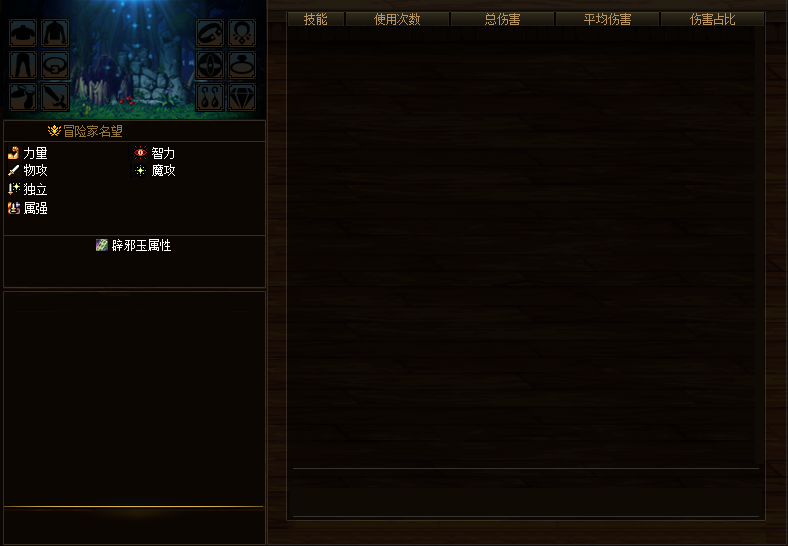 技能 使用次数 总伤害 平均伤害 伤害占比
冒险家名望
力量 智力
物攻 魔攻
独立
属强
辟邪玉属性